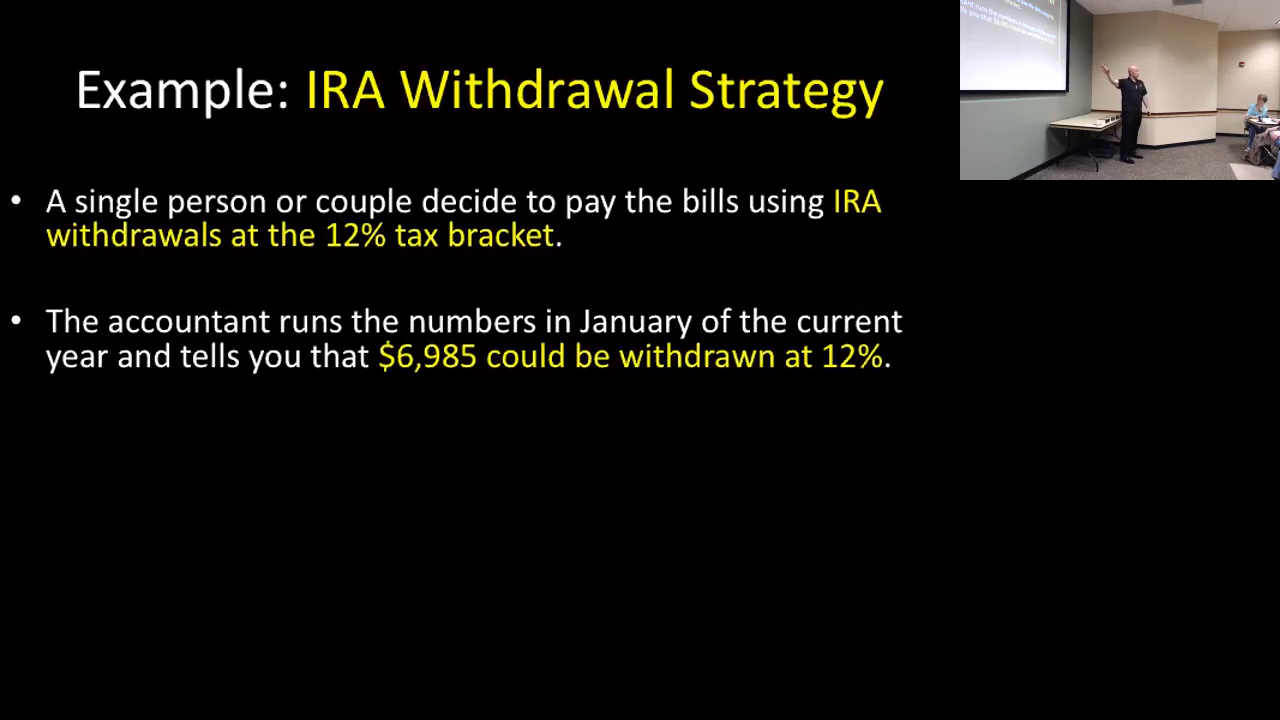 Example: IRA Withdrawal Strategy
• A single person or couple decide to pay the bills using IRA
withdrawals at the 12% tax bracket.
• The accountant runs the numbers in January of the current
year and tells you that $6,985 could be withdrawn at 12%.